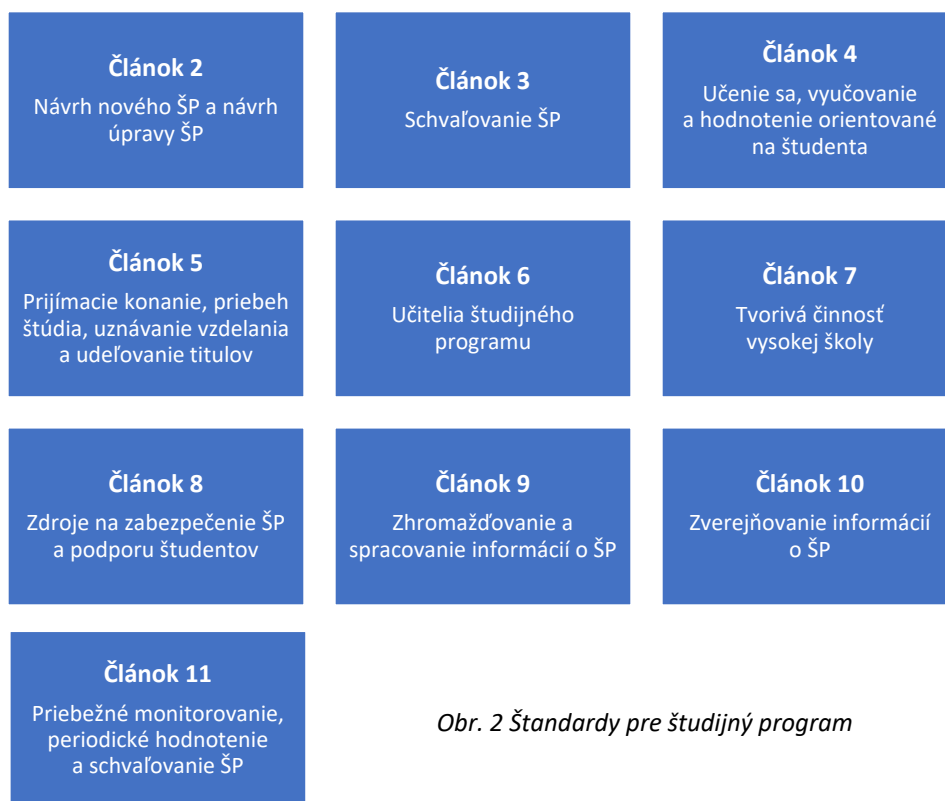 Článok 2
Návrh nového ŠP a návrh
úpravy ŠP
Článok 3
Schvaľovanie ŠP
Článok 4
Učenie sa, vyučovanie
a hodnotenie orientované
na študenta
Článok 5
Prijímacie konanie, priebeh
štúdia, uznávanie vzdelania
a udeľovanie titulov
Článok 6
Učitelia študijného
programu
Článok 7
Tvorivá činnosť
vysokej školy
Článok 8
Zdroje na zabezpečenie ŠP
a podporu študentov
Článok 9
Zhromažďovanie a
spracovanie informácií o ŠP
Článok 10
Zverejňovanie informácií
o ŠP
Článok 11
Priebežné monitorovanie,
periodické hodnotenie
a schvaľovanie ŠP
Obr. 2 Štandardy pre študijný program